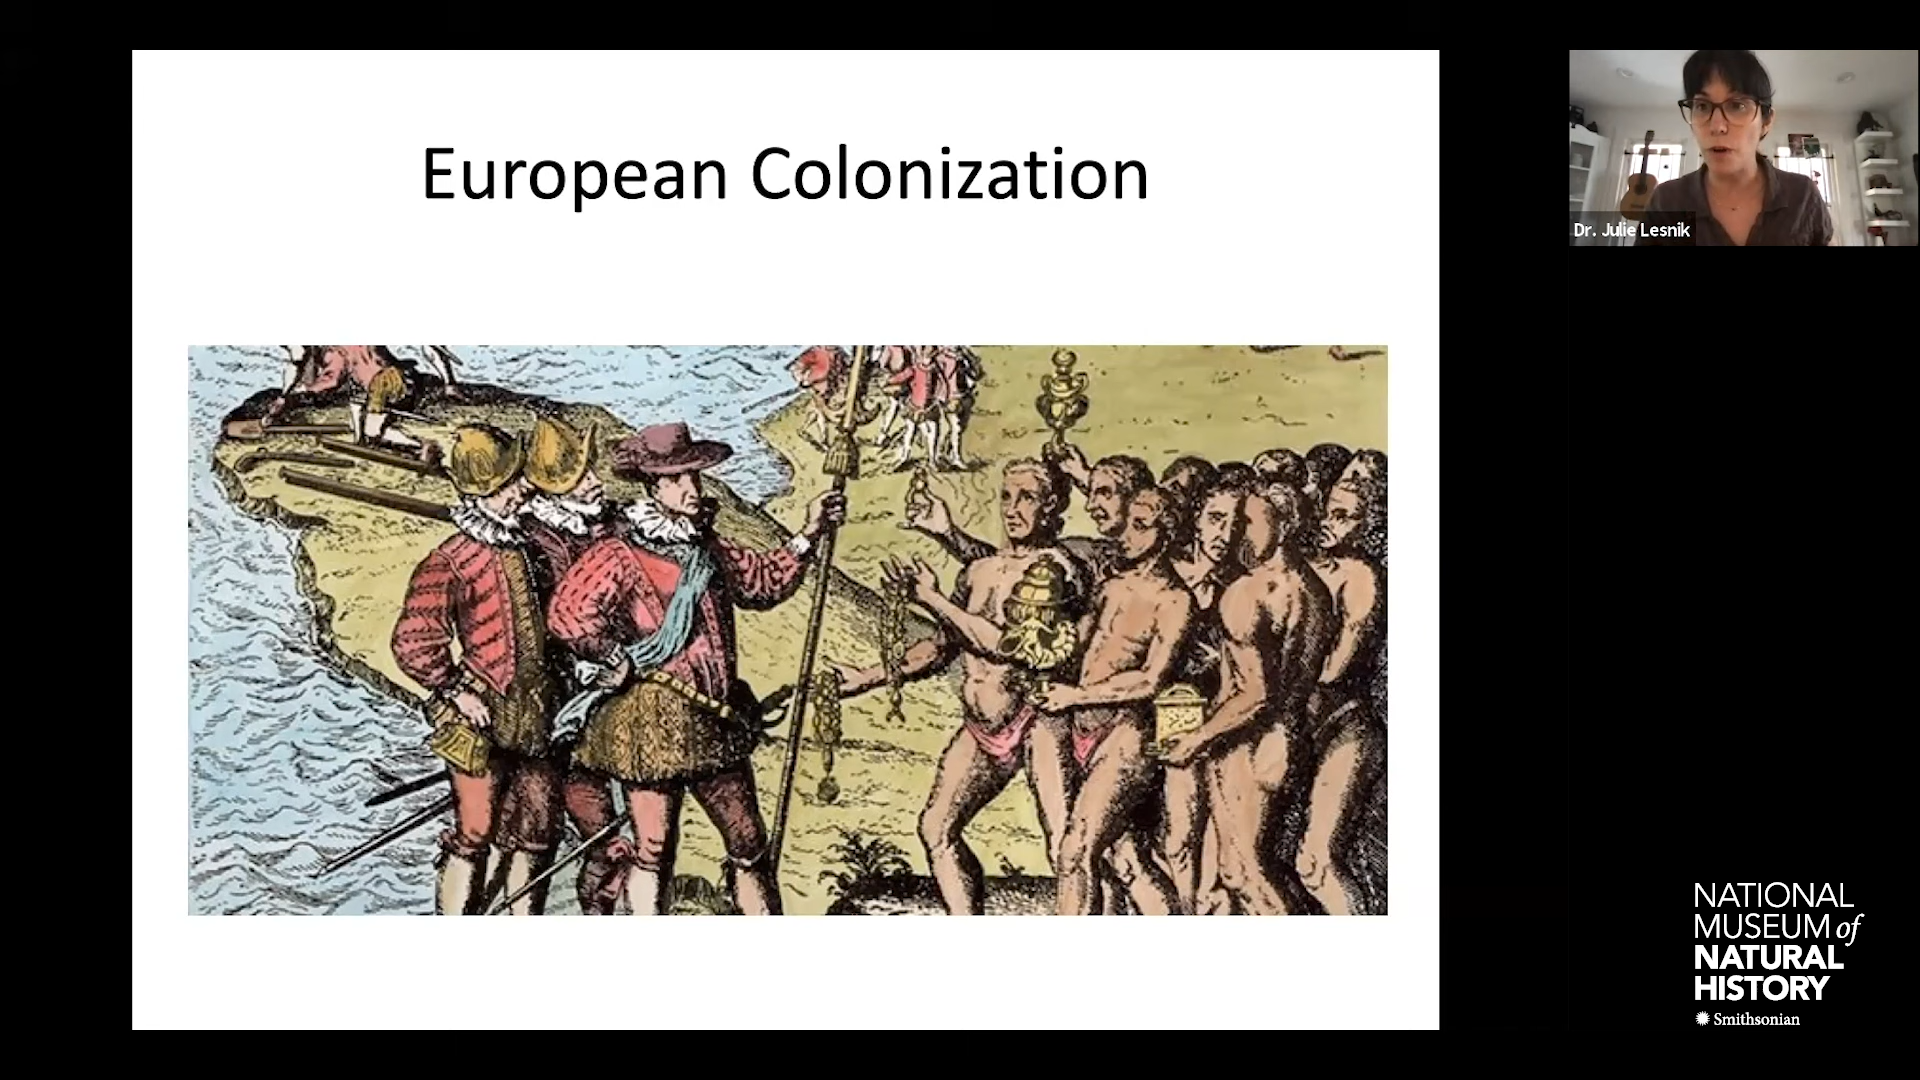 European Colonization
Dr. Julie Lesnik
NATIONAL
MUSEUM of
NATURAL
HISTORY
Smithsonian